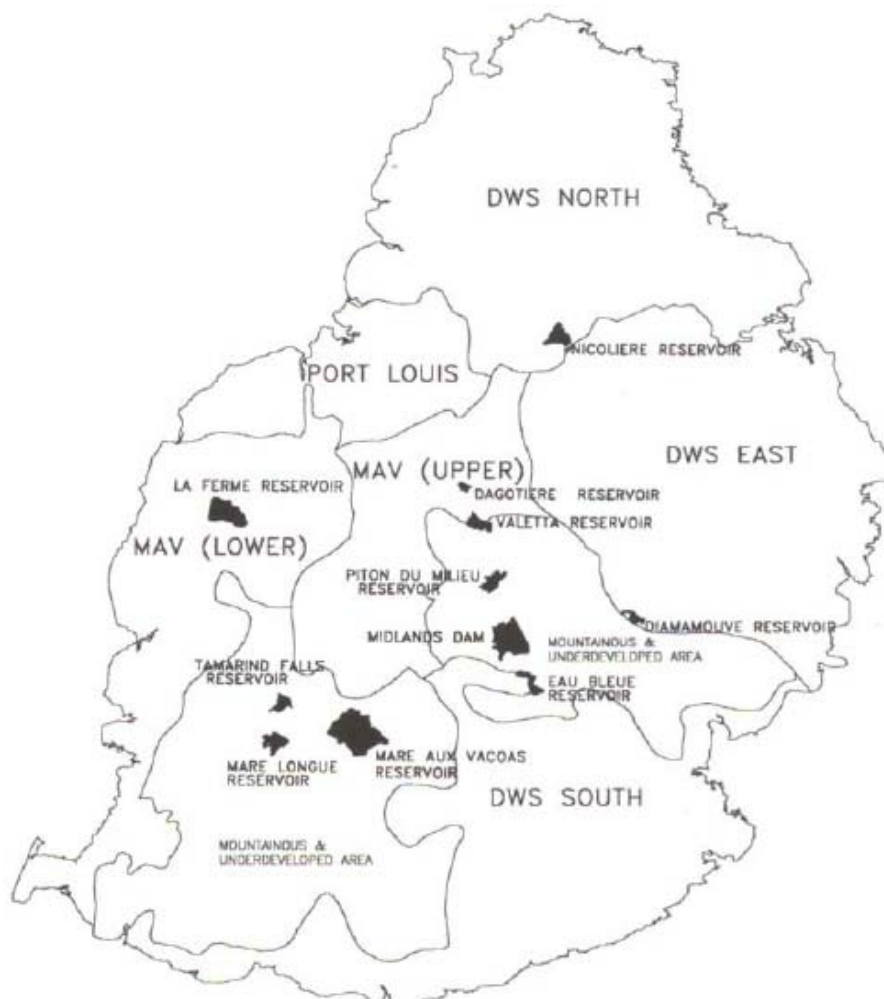 DWS NORTH
NICOLIERE RESERVOIR
PORT LOUIS
DWS EAST
MAV (UPPER)
LA FERME RESERVOIR
DAGOTIERE RESERVOIR
VALETTA RESERVOIR
MAV (LOWER)
PITON DU MILIEU
RESERVOIR
DIAMAMOUVE RESERVOIR
MIDLANDS DAM
MOUNTAINOUS &
UNDERDEVELOPED AREA
TAMARIND FALLS
RESERVOIR
EAU BLEUE
RESERVOIR
MARE LONGUE
RESERVOIR
MARE AUX VACOAS
RESERVOIR
DWS SOUTH
MOUNTAINOUS &
UNDERDEVELOPED AREA